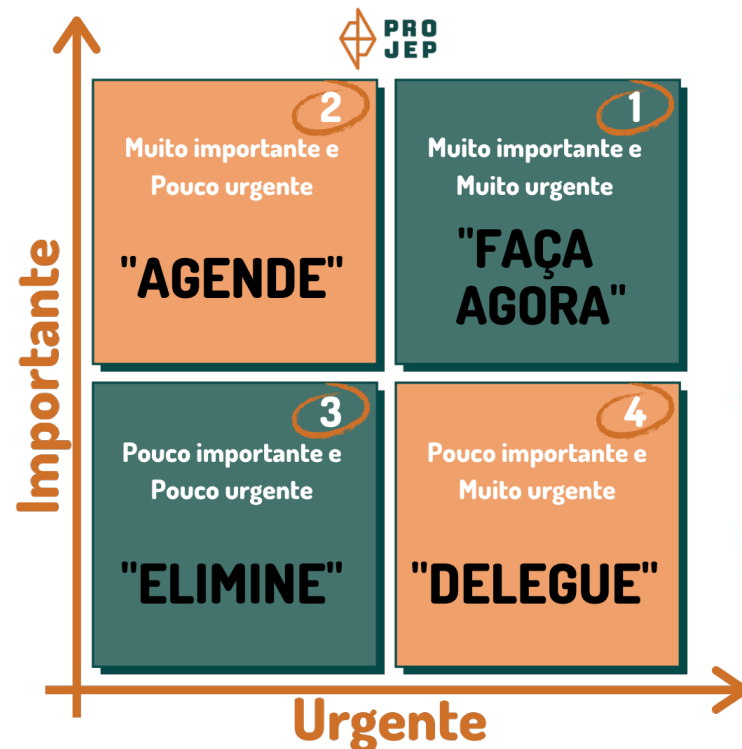 PRO
JEP
2
Muito importante e
Pouco urgente
"AGENDE"
1
Muito importante e
Muito urgente
"FAÇA
AGORA"
3
Pouco importante e
Pouco urgente
"ELIMINE"
4
Pouco importante e
Muito urgente
"DELEGUE"
Importante
Urgente